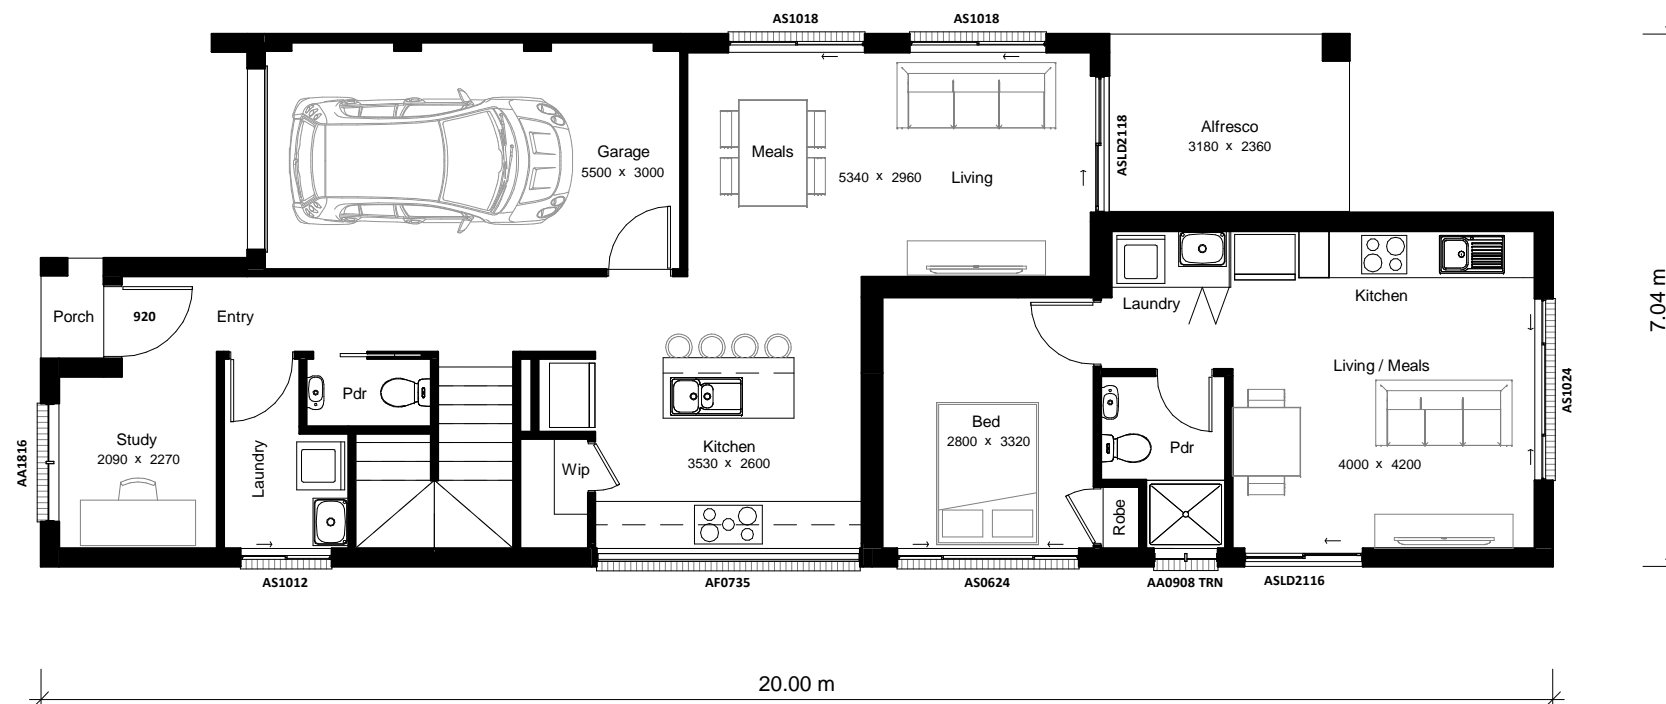 AS1018
AS1018
Garage
5500 x 3000
Meals
5340 x 2960
Living
ASLD2118
Alfresco
3180 x 2360
7.04 m
Porch
920
Entry
Laundry
Kitchen
Living / Meals
AS1024
Pdr
Study
2090 x 2270
AA1816
Laundry
Wip
Kitchen
3530 x 2600
Bed
2800 x 3320
Pdr
4000 x 4200
Robe
AS1012
AF0735
AS0624
AA0908 TRN
ASLD2116
20.00 m